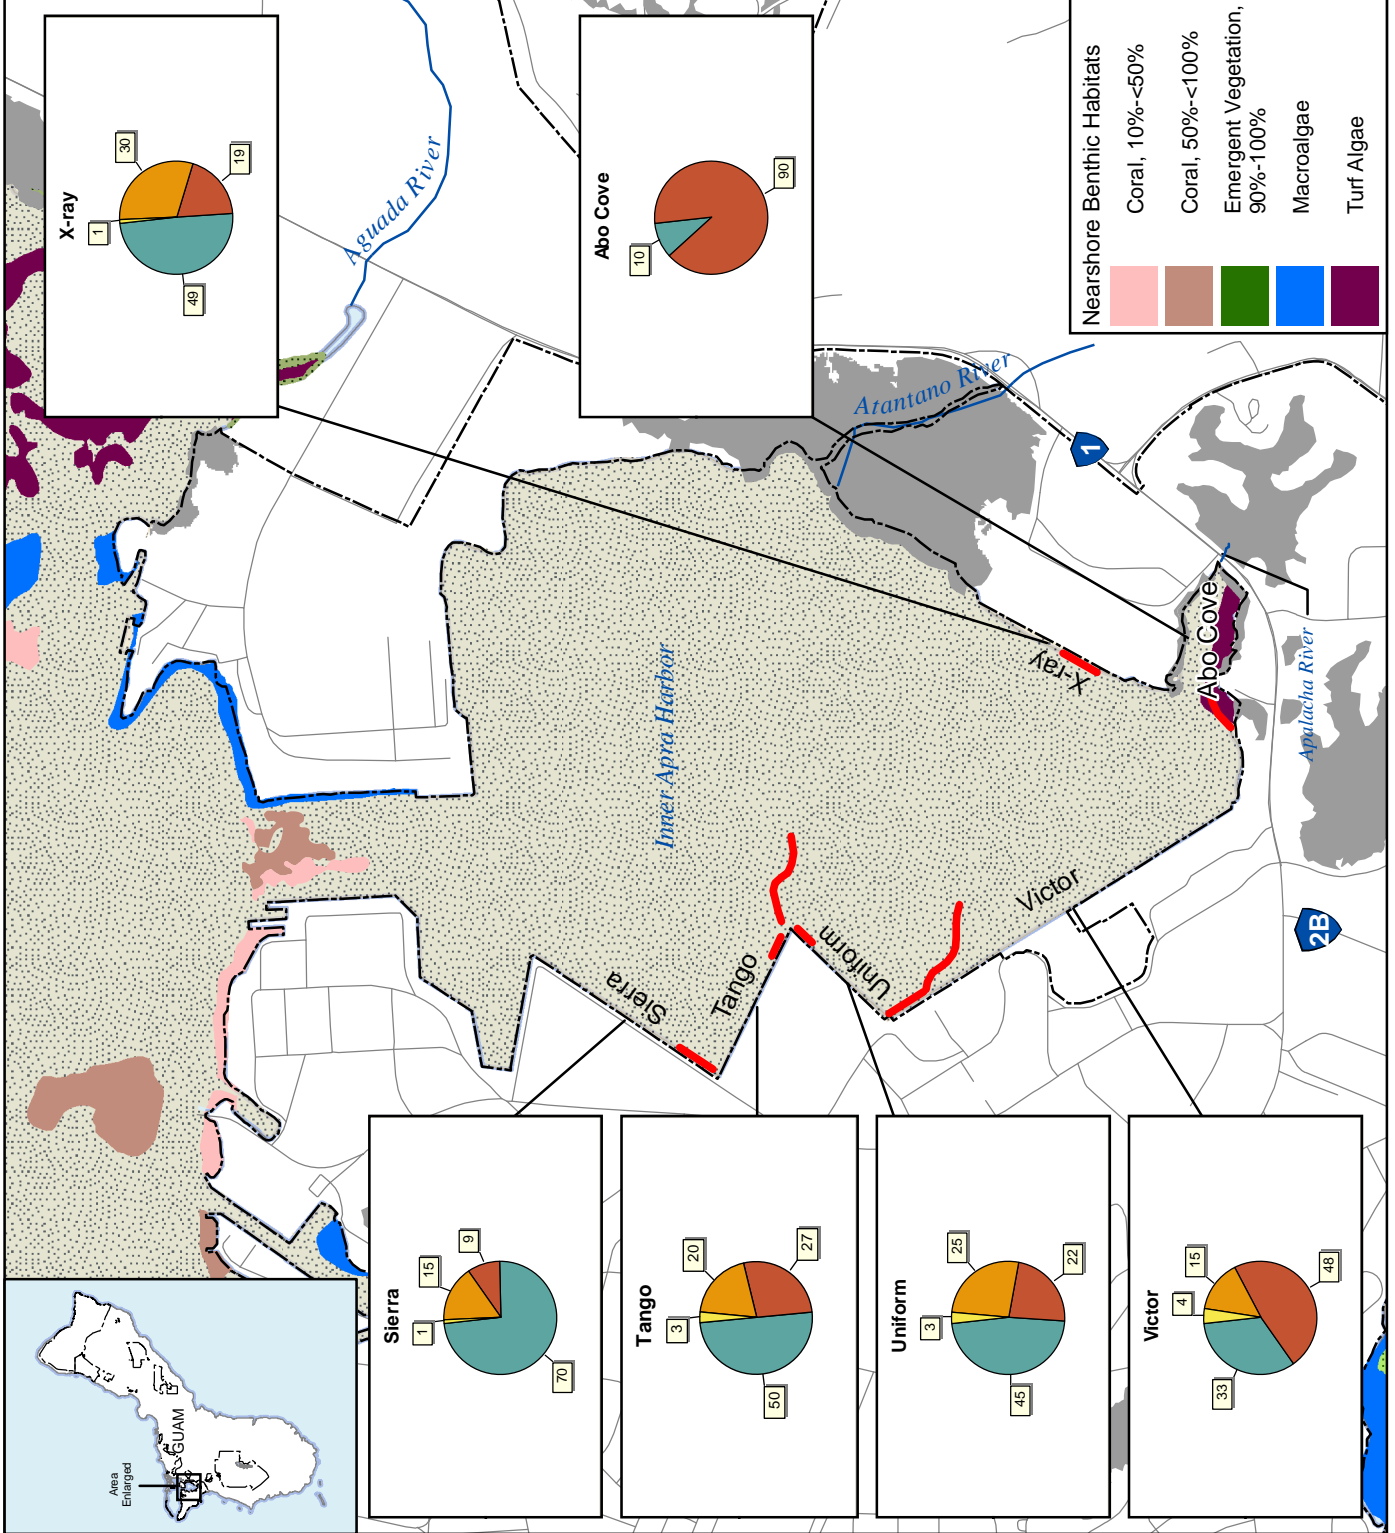 X-ray
1
30
19
49
Aguada River
Abo Cove
10
90
Nearshore Benthic Habitats
Coral, 10%-<50%
Coral, 50%-<100%
Emergent Vegetation,
90%-100%
Macroalgae
Turf Algae
Atantano River
1
Inner Apra Harbor
X-ray
Abo Cove
Apalacha River
Sierra
Tango
Uniform
Victor
2B
Sierra
1
15
9
70
Tango
3
20
27
50
Uniform
3
25
22
45
Victor
4
15
48
33
GUAM
Area
Enlarged